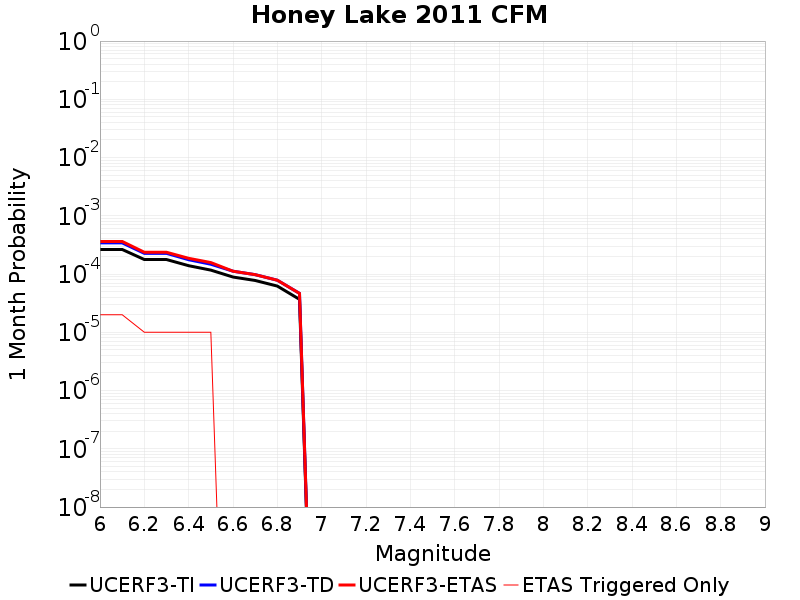 Honey Lake 2011 CFM
1 Month Probability
10^0
10^-1
10^-2
10^-3
10^-4
10^-5
10^-6
10^-7
10^-8
6 6.2 6.4 6.6 6.8 7 7.2 7.4 7.6 7.8 8 8.2 8.4 8.6 8.8 9
Magnitude
UCERF3-TI UCERF3-TD UCERF3-ETAS ETAS Triggered Only